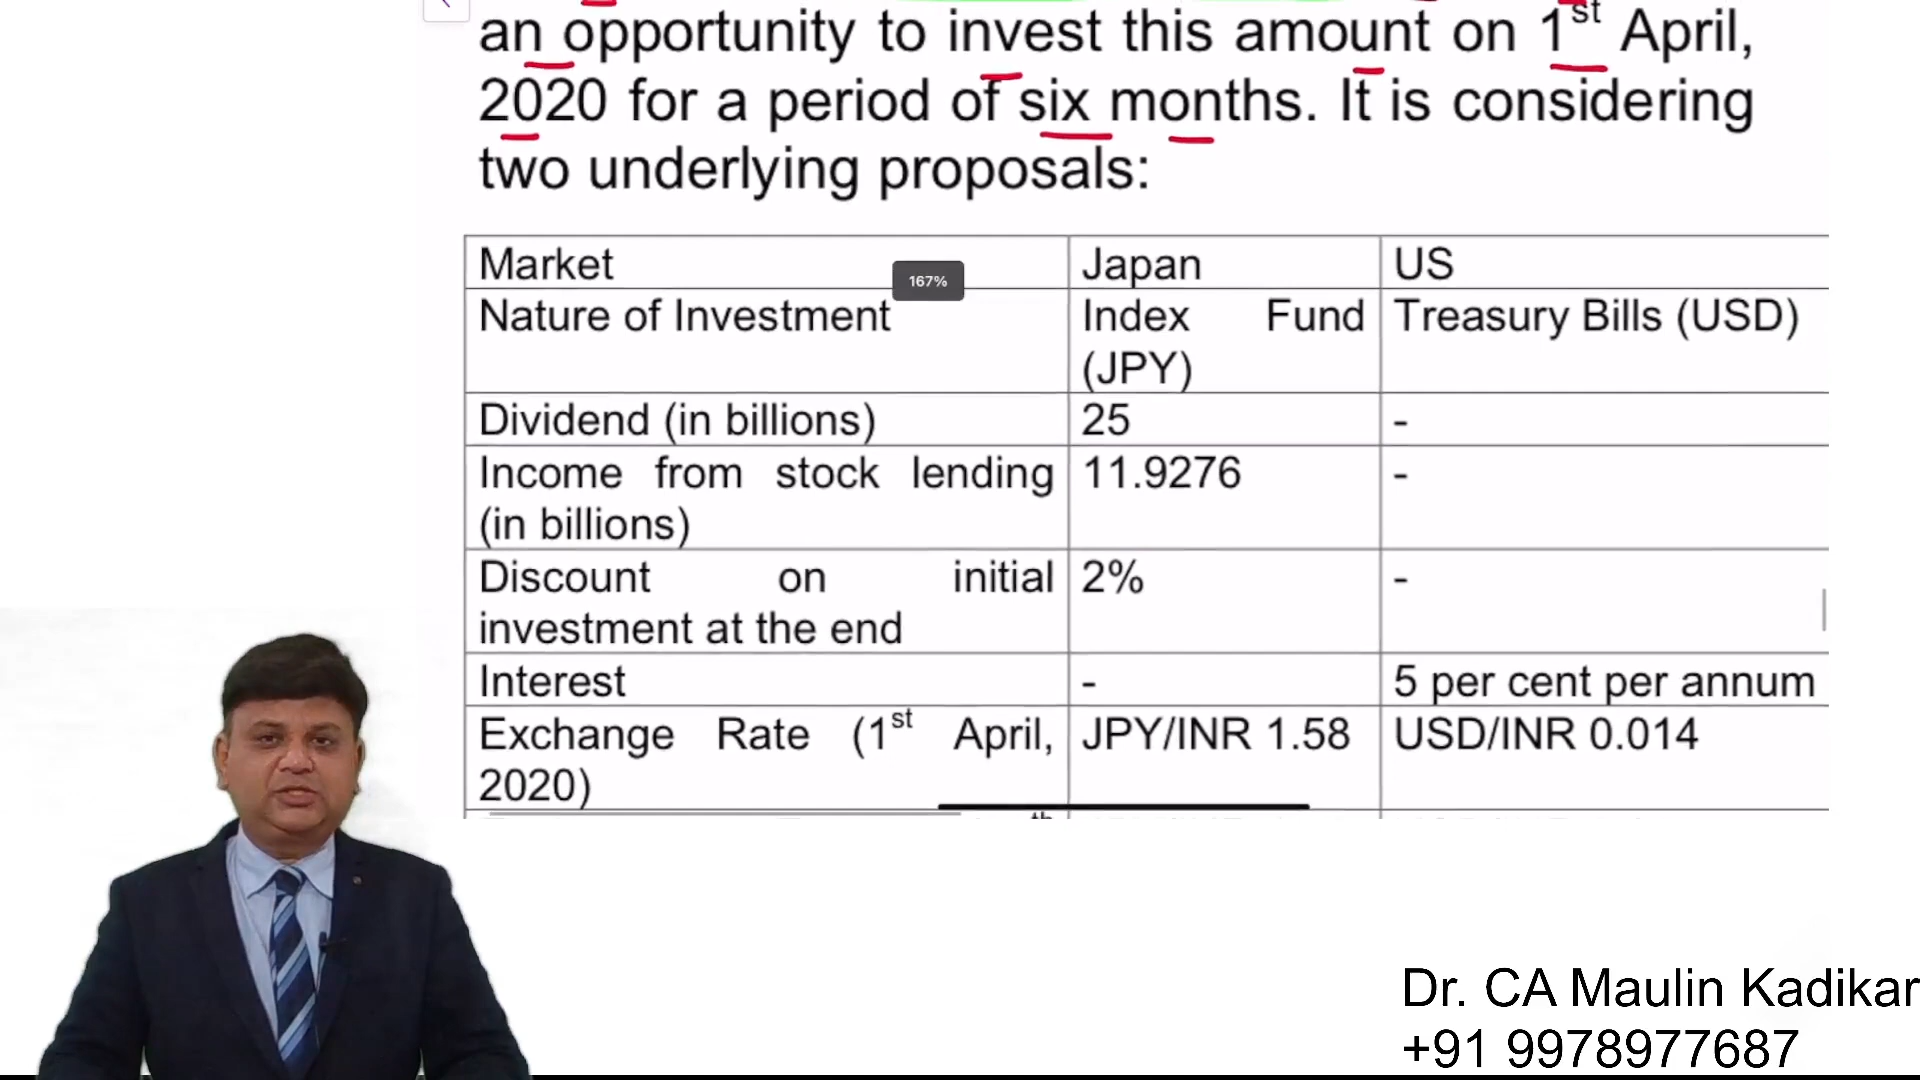 an opportunity to invest this amount on 1st April,
2020 for a period of six months. It is considering
two underlying proposals:
Market Japan US
167%
Nature of Investment Index Fund (JPY) Treasury Bills (USD)
Dividend (in billions) 25 -
Income from stock lending (in billions) 11.9276 -
Discount on initial investment at the end 2% -
Interest - 5 per cent per annum
Exchange Rate (1st April, 2020) JPY/INR 1.58 USD/INR 0.014
Dr. CA Maulin Kadikar
+91 9978977687